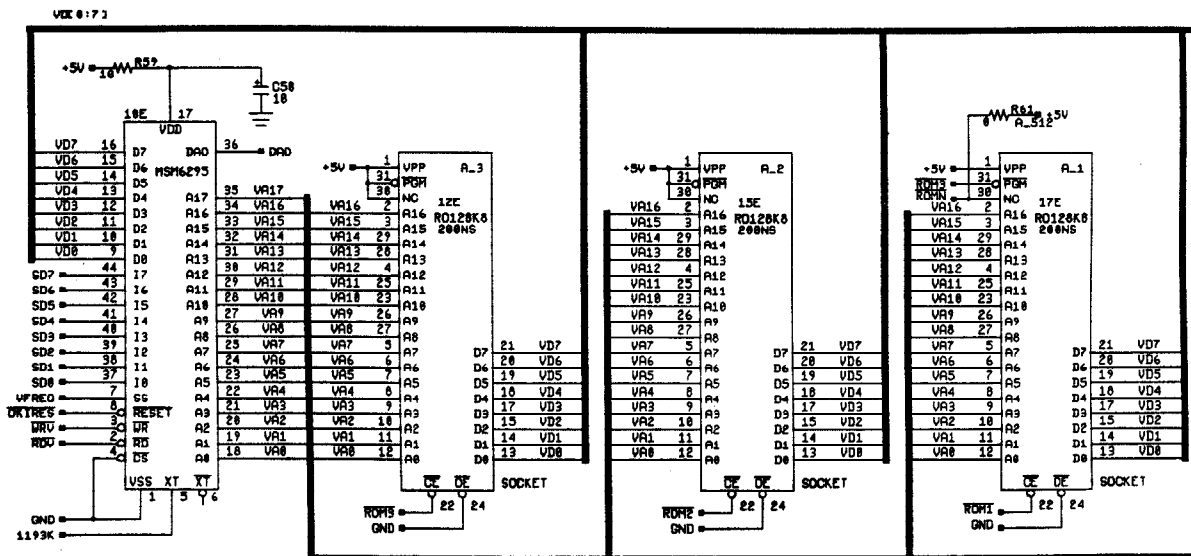 VD[0:7]
+5V R59 10
C58 10
10E 17
VDD
MSM6295
VD7 16 D7 DAO 36 DAO
VD6 15 D6
VD5 14 D5
VD4 13 D4 A17 35 VA17
VD3 12 D3 A16 34 VA16
VD2 11 D2 A15 33 VA15
VD1 10 D1 A14 32 VA14
VD0 9 D0 A13 31 VA13
SD7 44 I7 A12 30 VA12
SD6 43 I6 A11 29 VA11
SD5 42 I5 A10 28 VA10
SD4 41 I4 A9 27 VA9
SD3 40 I3 A8 26 VA8
SD2 39 I2 A7 25 VA7
SD1 38 I1 A6 24 VA6
SD0 37 I0 A5 23 VA5
VFREQ 7 SS A4 22 VA4
OKIRES 8 RESET A3 21 VA3
WRV 3 WR A2 20 VA2
RDV 2 RD A1 19 VA1
4 CS A0 18 VA0
VSS XT XT
1 5 6
GND
1193K
+5V 1 VPP A_3
31 PGM
30 NC
12E
RO128K8
200NS
VA16 2 A16
VA15 3 A15
VA14 29 A14
VA13 28 A13
VA12 4 A12
VA11 25 A11
VA10 23 A10
VA9 26 A9
VA8 27 A8
VA7 5 A7 D7 21 VD7
VA6 6 A6 D6 20 VD6
VA5 7 A5 D5 19 VD5
VA4 8 A4 D4 18 VD4
VA3 9 A3 D3 17 VD3
VA2 10 A2 D2 15 VD2
VA1 11 A1 D1 14 VD1
VA0 12 A0 D0 13 VD0
CE OE SOCKET
ROM3 22 24
GND
+5V 1 VPP A_2
31 PGM
30 NC
15E
RO128K8
200NS
VA16 2 A16
VA15 3 A15
VA14 29 A14
VA13 28 A13
VA12 4 A12
VA11 25 A11
VA10 23 A10
VA9 26 A9
VA8 27 A8
VA7 5 A7 D7 21 VD7
VA6 6 A6 D6 20 VD6
VA5 7 A5 D5 19 VD5
VA4 8 A4 D4 18 VD4
VA3 9 A3 D3 17 VD3
VA2 10 A2 D2 15 VD2
VA1 11 A1 D1 14 VD1
VA0 12 A0 D0 13 VD0
CE OE SOCKET
ROM2 22 24
GND
R61 0 +5V
A_512
+5V 1 VPP A_1
ROM3 31 PGM
ROMN 30 NC
17E
RO128K8
200NS
VA16 2 A16
VA15 3 A15
VA14 29 A14
VA13 28 A13
VA12 4 A12
VA11 25 A11
VA10 23 A10
VA9 26 A9
VA8 27 A8
VA7 5 A7 D7 21 VD7
VA6 6 A6 D6 20 VD6
VA5 7 A5 D5 19 VD5
VA4 8 A4 D4 18 VD4
VA3 9 A3 D3 17 VD3
VA2 10 A2 D2 15 VD2
VA1 11 A1 D1 14 VD1
VA0 12 A0 D0 13 VD0
CE OE SOCKET
ROM1 22 24
GND